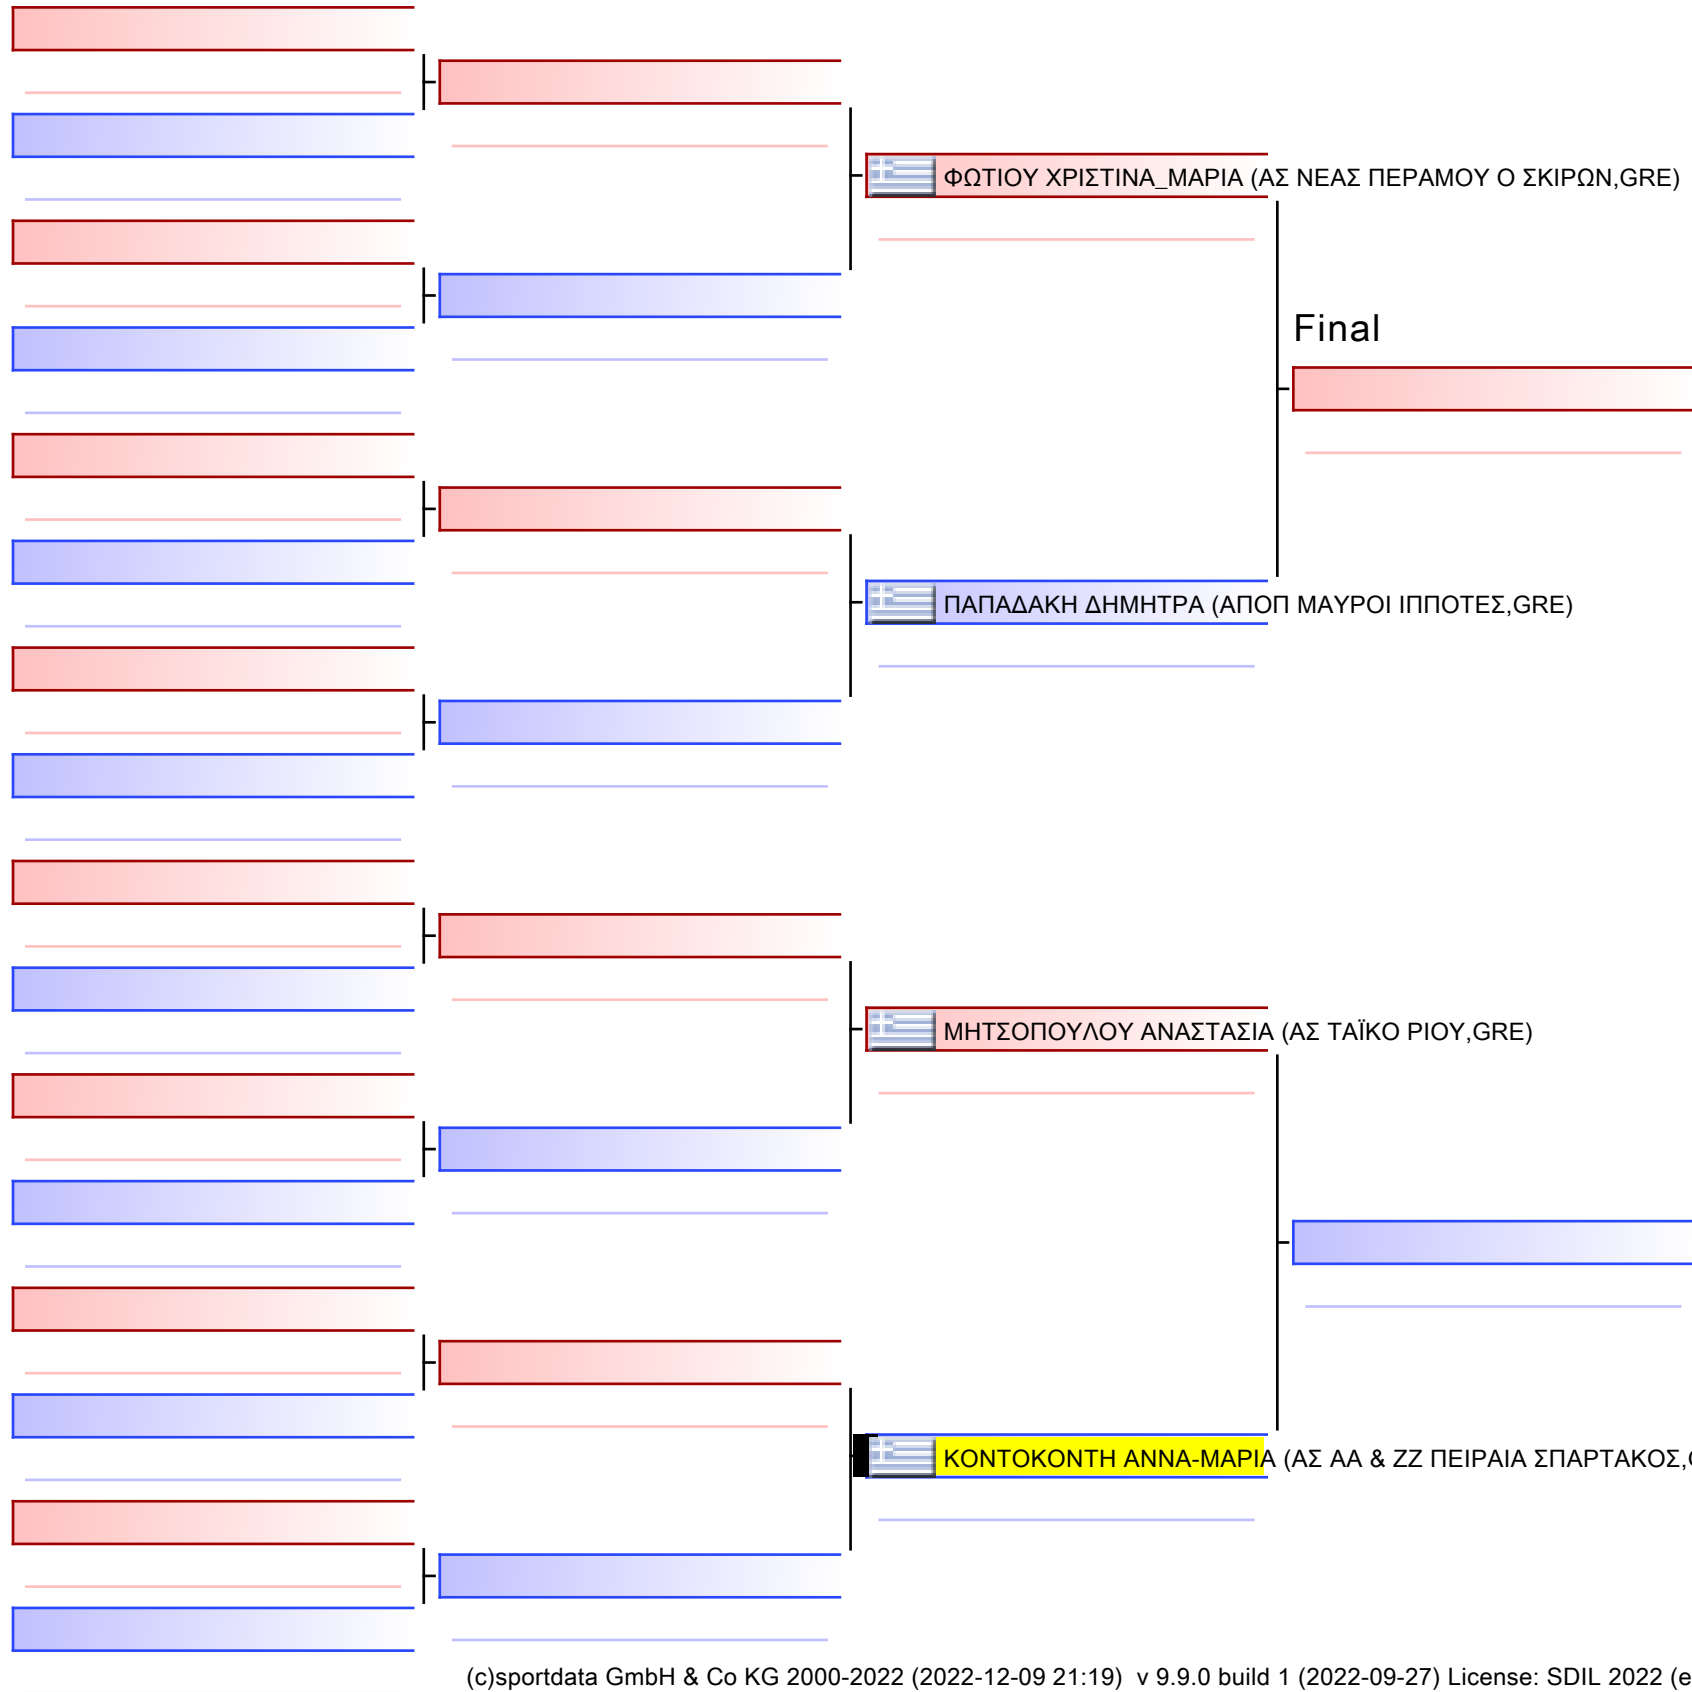 ΦΩΤΙΟΥ ΧΡΙΣΤΙΝΑ_ΜΑΡΙΑ (ΑΣ ΝΕΑΣ ΠΕΡΑΜΟΥ Ο ΣΚΙΡΩΝ,GRE)
Final
ΠΑΠΑΔΑΚΗ ΔΗΜΗΤΡΑ (ΑΠΟΠ ΜΑΥΡΟΙ ΙΠΠΟΤΕΣ,GRE)
ΜΗΤΣΟΠΟΥΛΟΥ ΑΝΑΣΤΑΣΙΑ (ΑΣ ΤΑΪΚΟ ΡΙΟΥ,GRE)
ΚΟΝΤΟΚΟΝΤΗ ΑΝΝΑ-ΜΑΡΙΑ (ΑΣ ΑΑ & ΖΖ ΠΕΙΡΑΙΑ ΣΠΑΡΤΑΚΟΣ,
(c)sportdata GmbH & Co KG 2000-2022 (2022-12-09 21:19) v 9.9.0 build 1 (2022-09-27) License: SDIL 2022 (e